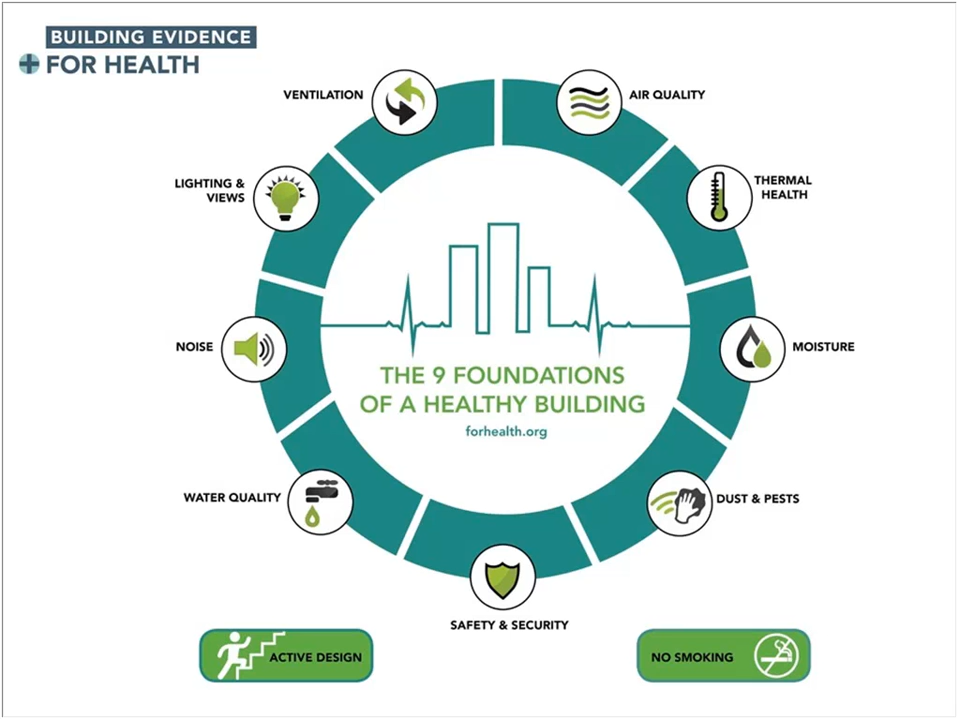 BUILDING EVIDENCE
FOR HEALTH
VENTILATION
AIR QUALITY
LIGHTING &
VIEWS
THERMAL
HEALTH
NOISE
MOISTURE
THE 9 FOUNDATIONS
OF A HEALTHY BUILDING
forhealth.org
WATER QUALITY
DUST & PESTS
SAFETY & SECURITY
ACTIVE DESIGN
NO SMOKING